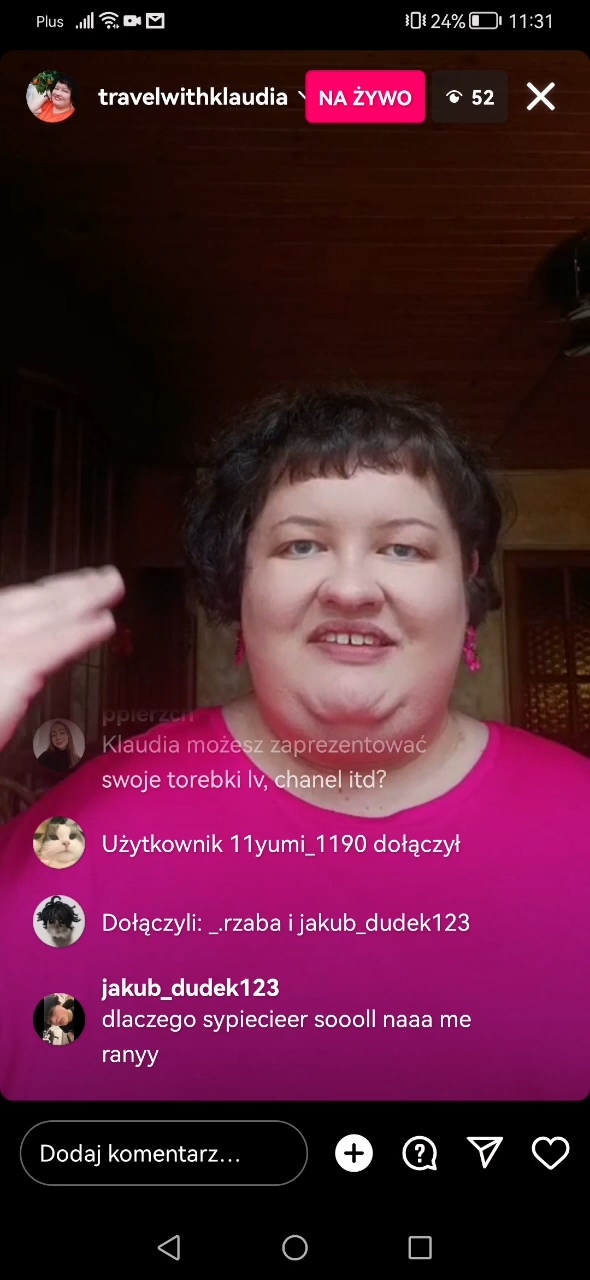 Plus
24% 11:31
travelwithklaudia
NA ŻYWO
52
ppierzch
Klaudia możesz zaprezentować
swoje torebki lv, chanel itd?
Użytkownik 11yumi_1190 dołączył
Dołączyli: _.rzaba i jakub_dudek123
jakub_dudek123
dlaczego sypiecieer soooll naaa me
ranyy
Dodaj komentarz...